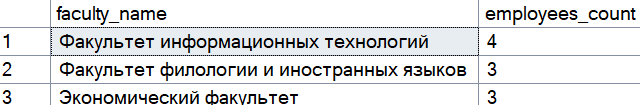 faculty_name employees_count
1 Факультет информационных технологий 4
2 Факультет филологии и иностранных языков 3
3 Экономический факультет 3